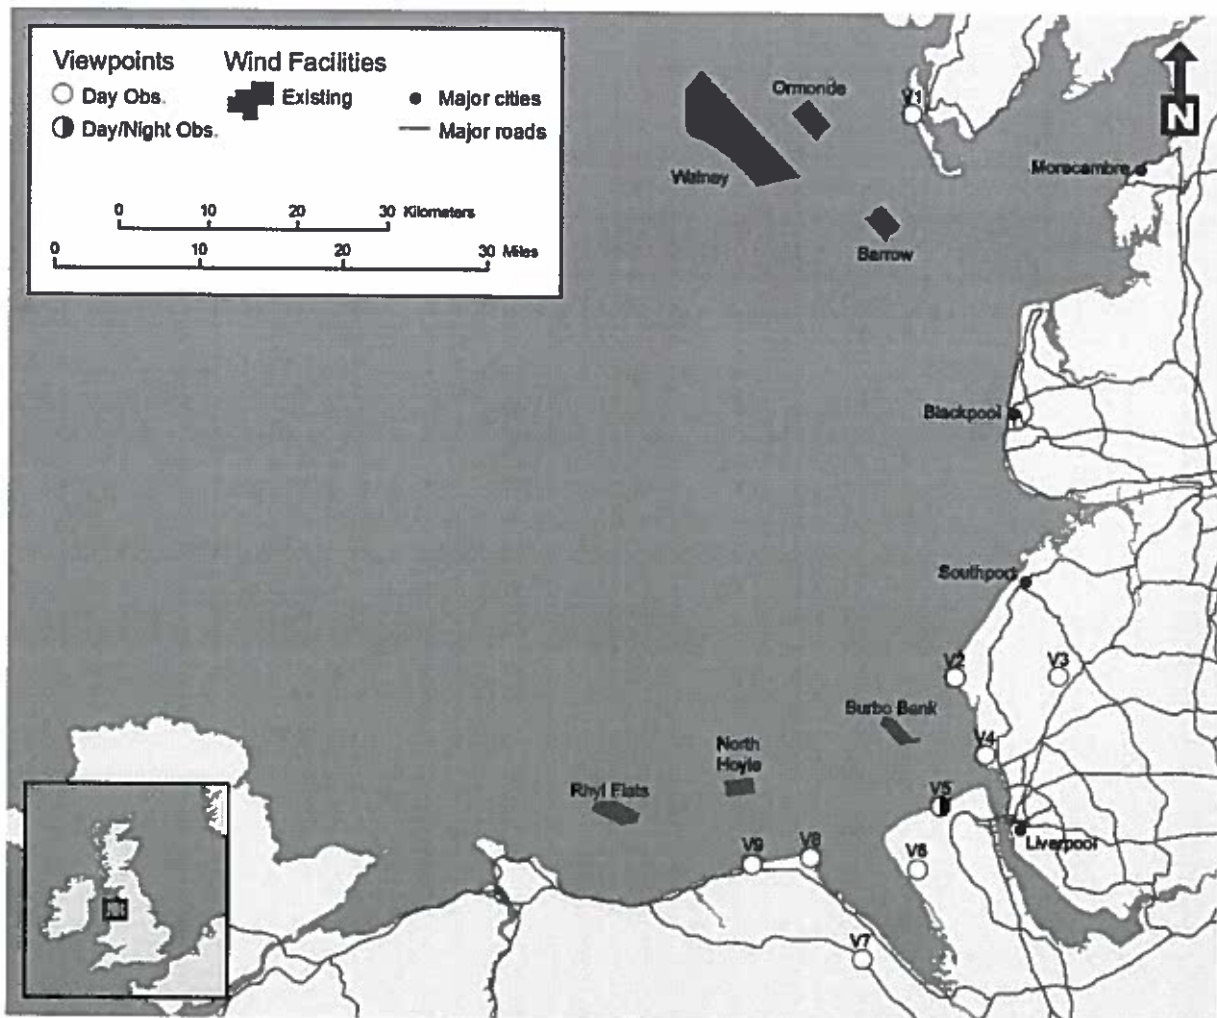 Viewpoints
Day Obs.
Day/Night Obs.
Wind Facilities
Existing
Major cities
Major roads
0 10 20 30 Kilometers
0 10 20 30 Miles
N
Ormonde
V1
Walney
Morecambre
Barrow
Blackpool
Southport
V2
V3
Burbo Bank
V4
North
Hoyle
Rhyl Flats
V5
Liverpool
V9
V8
V6
V7